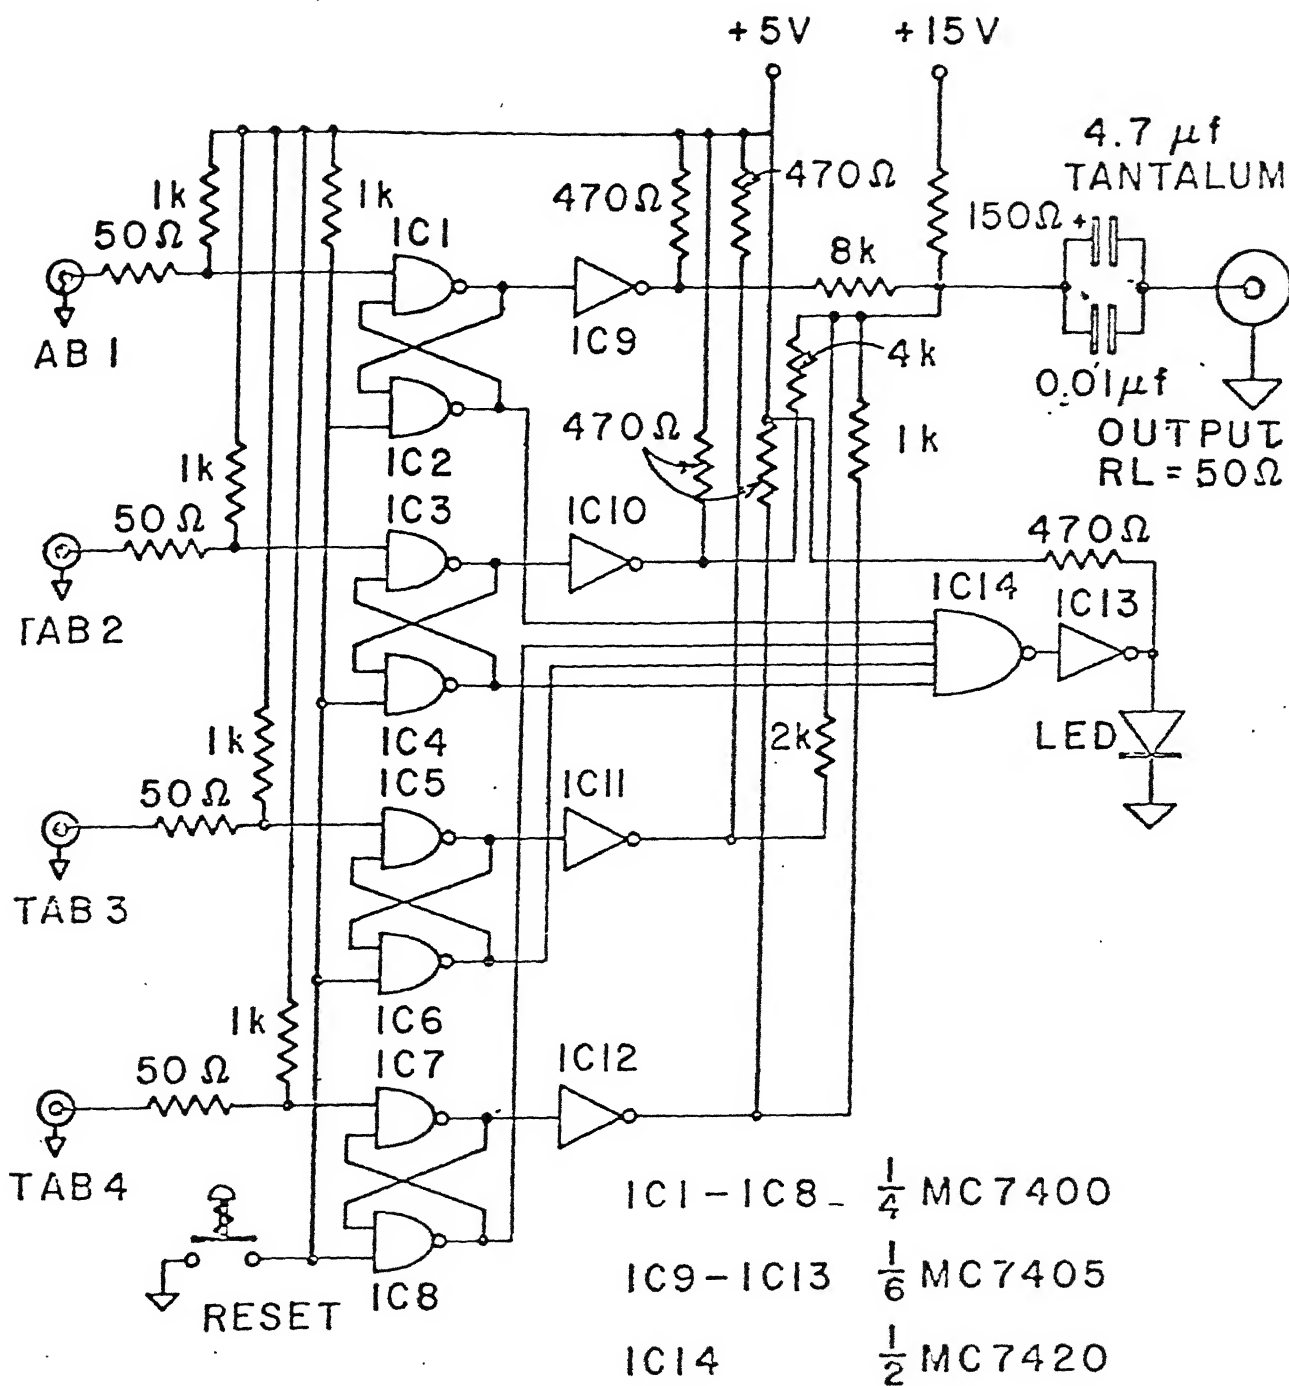 +5V
+15V
4.7 µf
TANTALUM
1k
1k
470Ω
470Ω
50Ω
IC1
150Ω +
8k
AB 1
IC9
4k
0.01µf
470Ω
1k
OUTPUT
RL = 50Ω
IC2
1k
50Ω
IC3
IC10
470Ω
IC14
IC13
TAB 2
1k
IC4
2k
LED
50Ω
IC5
IC11
TAB 3
1k
IC6
50Ω
IC7
IC12
TAB 4
IC1-IC8 - 1/4 MC7400
IC9-IC13 1/6 MC7405
RESET
IC8
IC14 1/2 MC7420